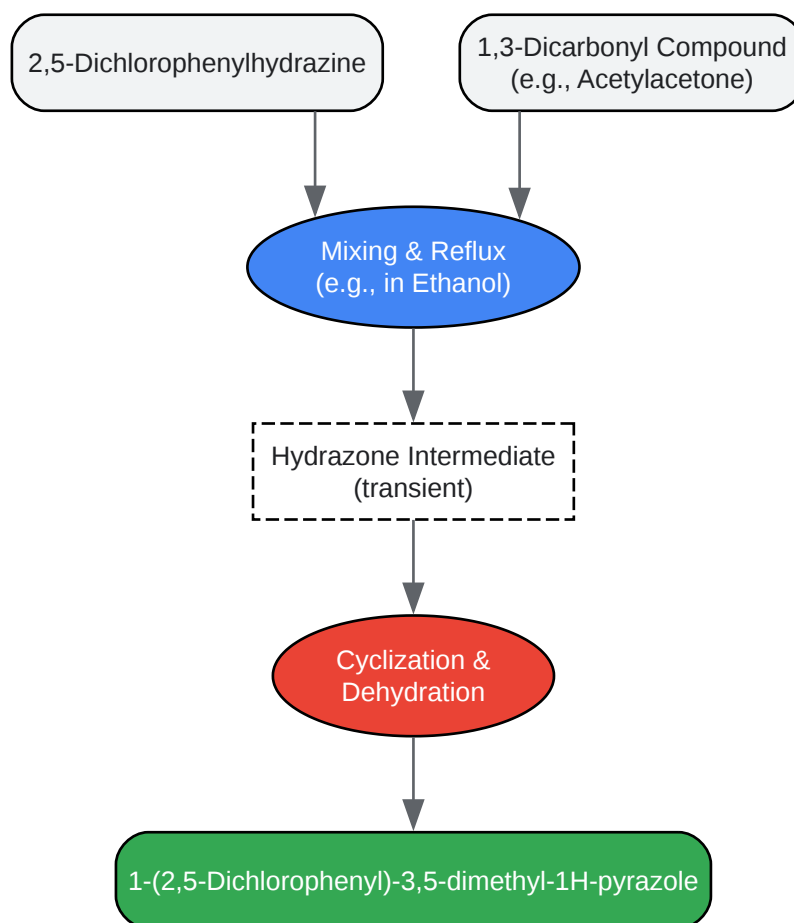 2,5-Dichlorophenylhydrazine
1,3-Dicarbonyl Compound
(e.g., Acetylacetone)
Mixing & Reflux
(e.g., in Ethanol)
Hydrazone Intermediate
(transient)
Cyclization &
Dehydration
1-(2,5-Dichlorophenyl)-3,5-dimethyl-1H-pyrazole